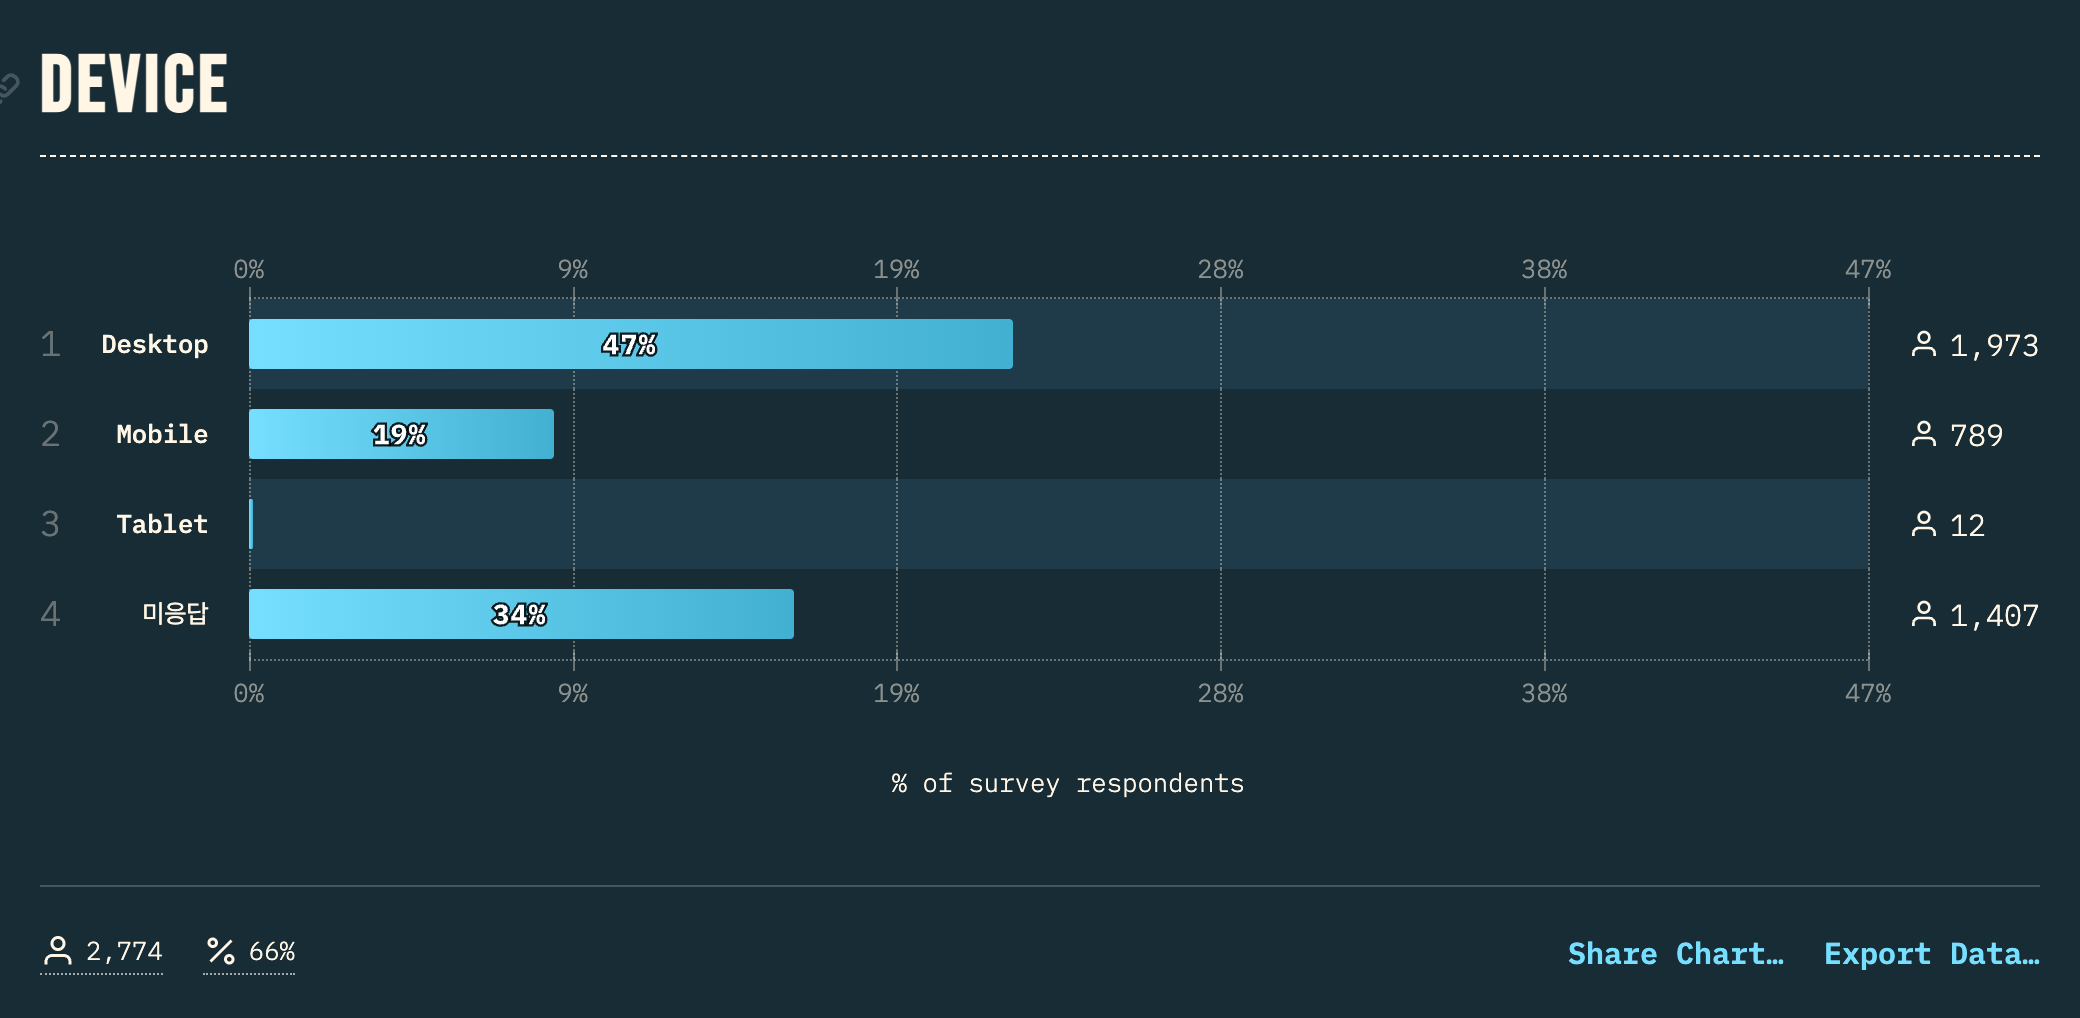 DEVICE
0% 9% 19% 28% 38% 47%
1 Desktop 47% 1,973
2 Mobile 19% 789
3 Tablet 12
4 미응답 34% 1,407
0% 9% 19% 28% 38% 47%
% of survey respondents
2,774 66% Share Chart… Export Data…